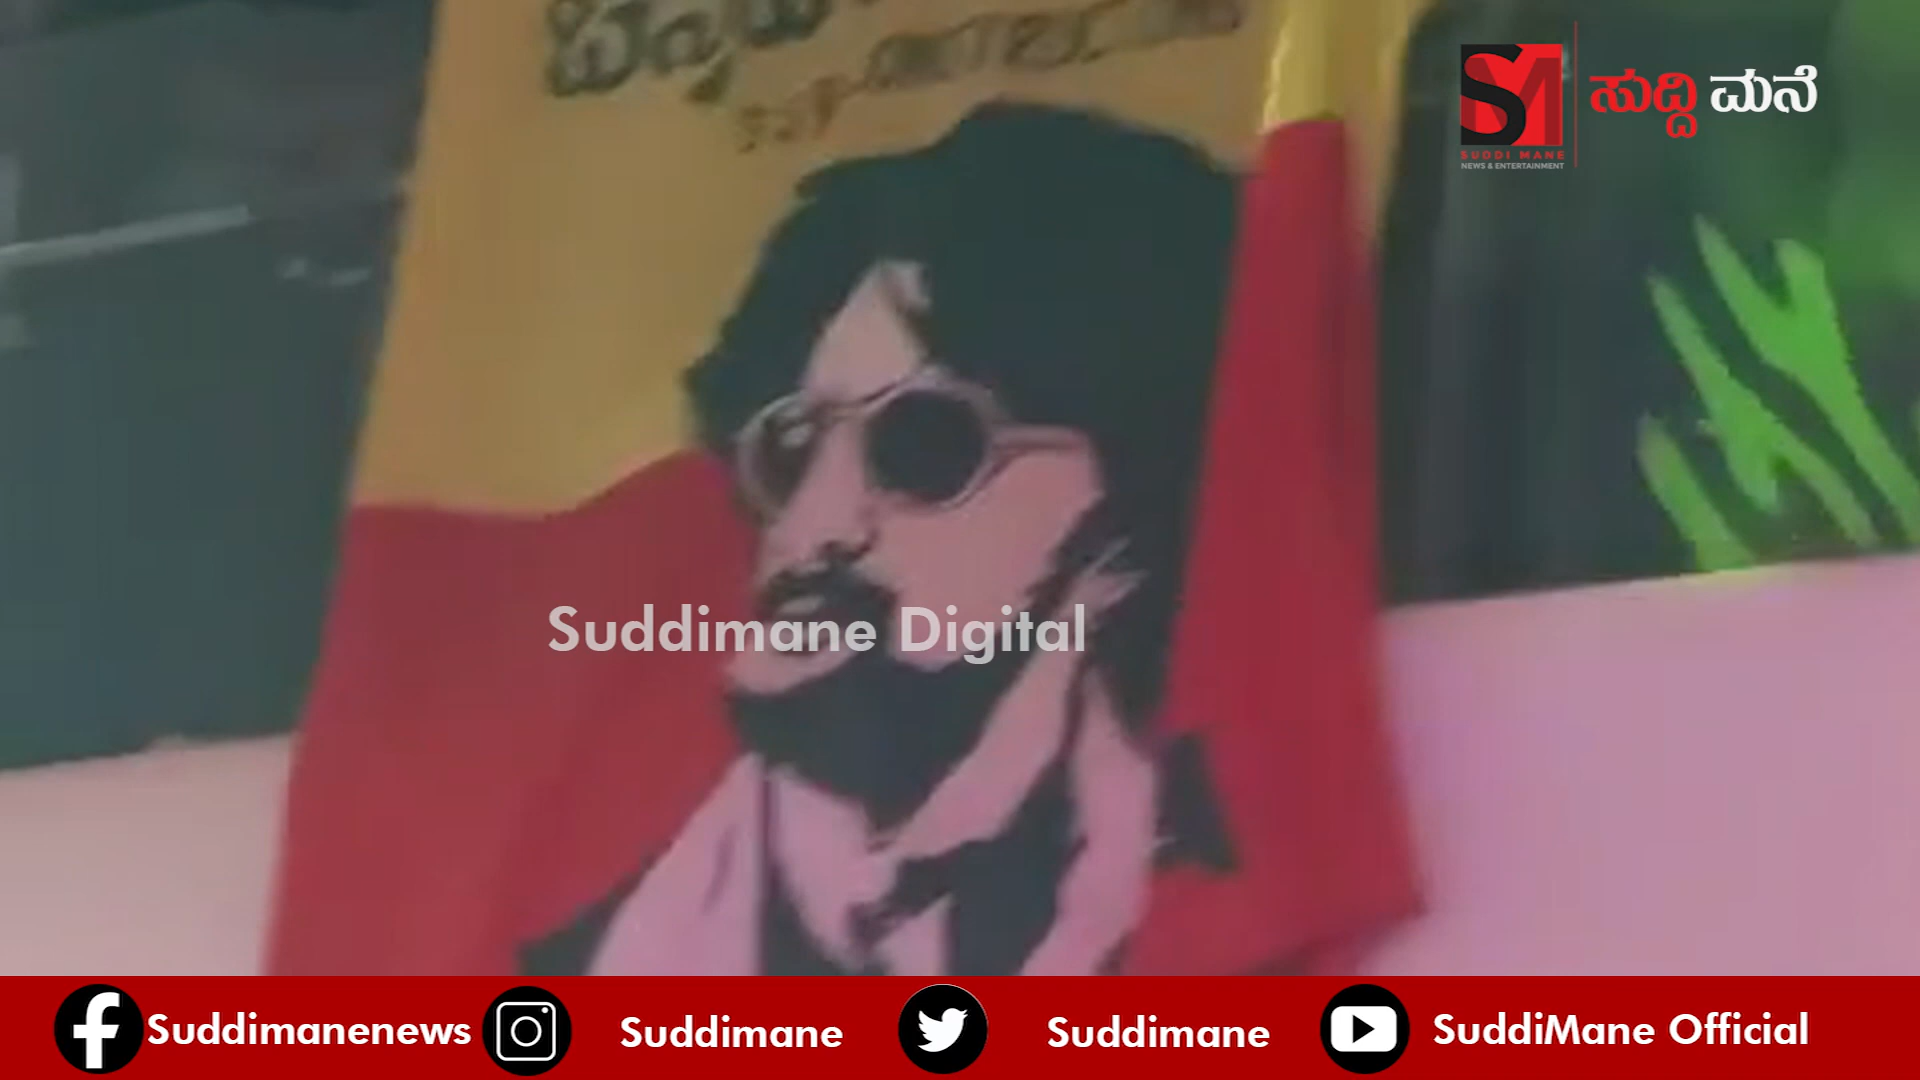 ಸುದ್ದಿ ಮನೆ
SUDDI MANE
NEWS & ENTERTAINMENT
Suddimane Digital
Suddimanenews
Suddimane
Suddimane
SuddiMane Official